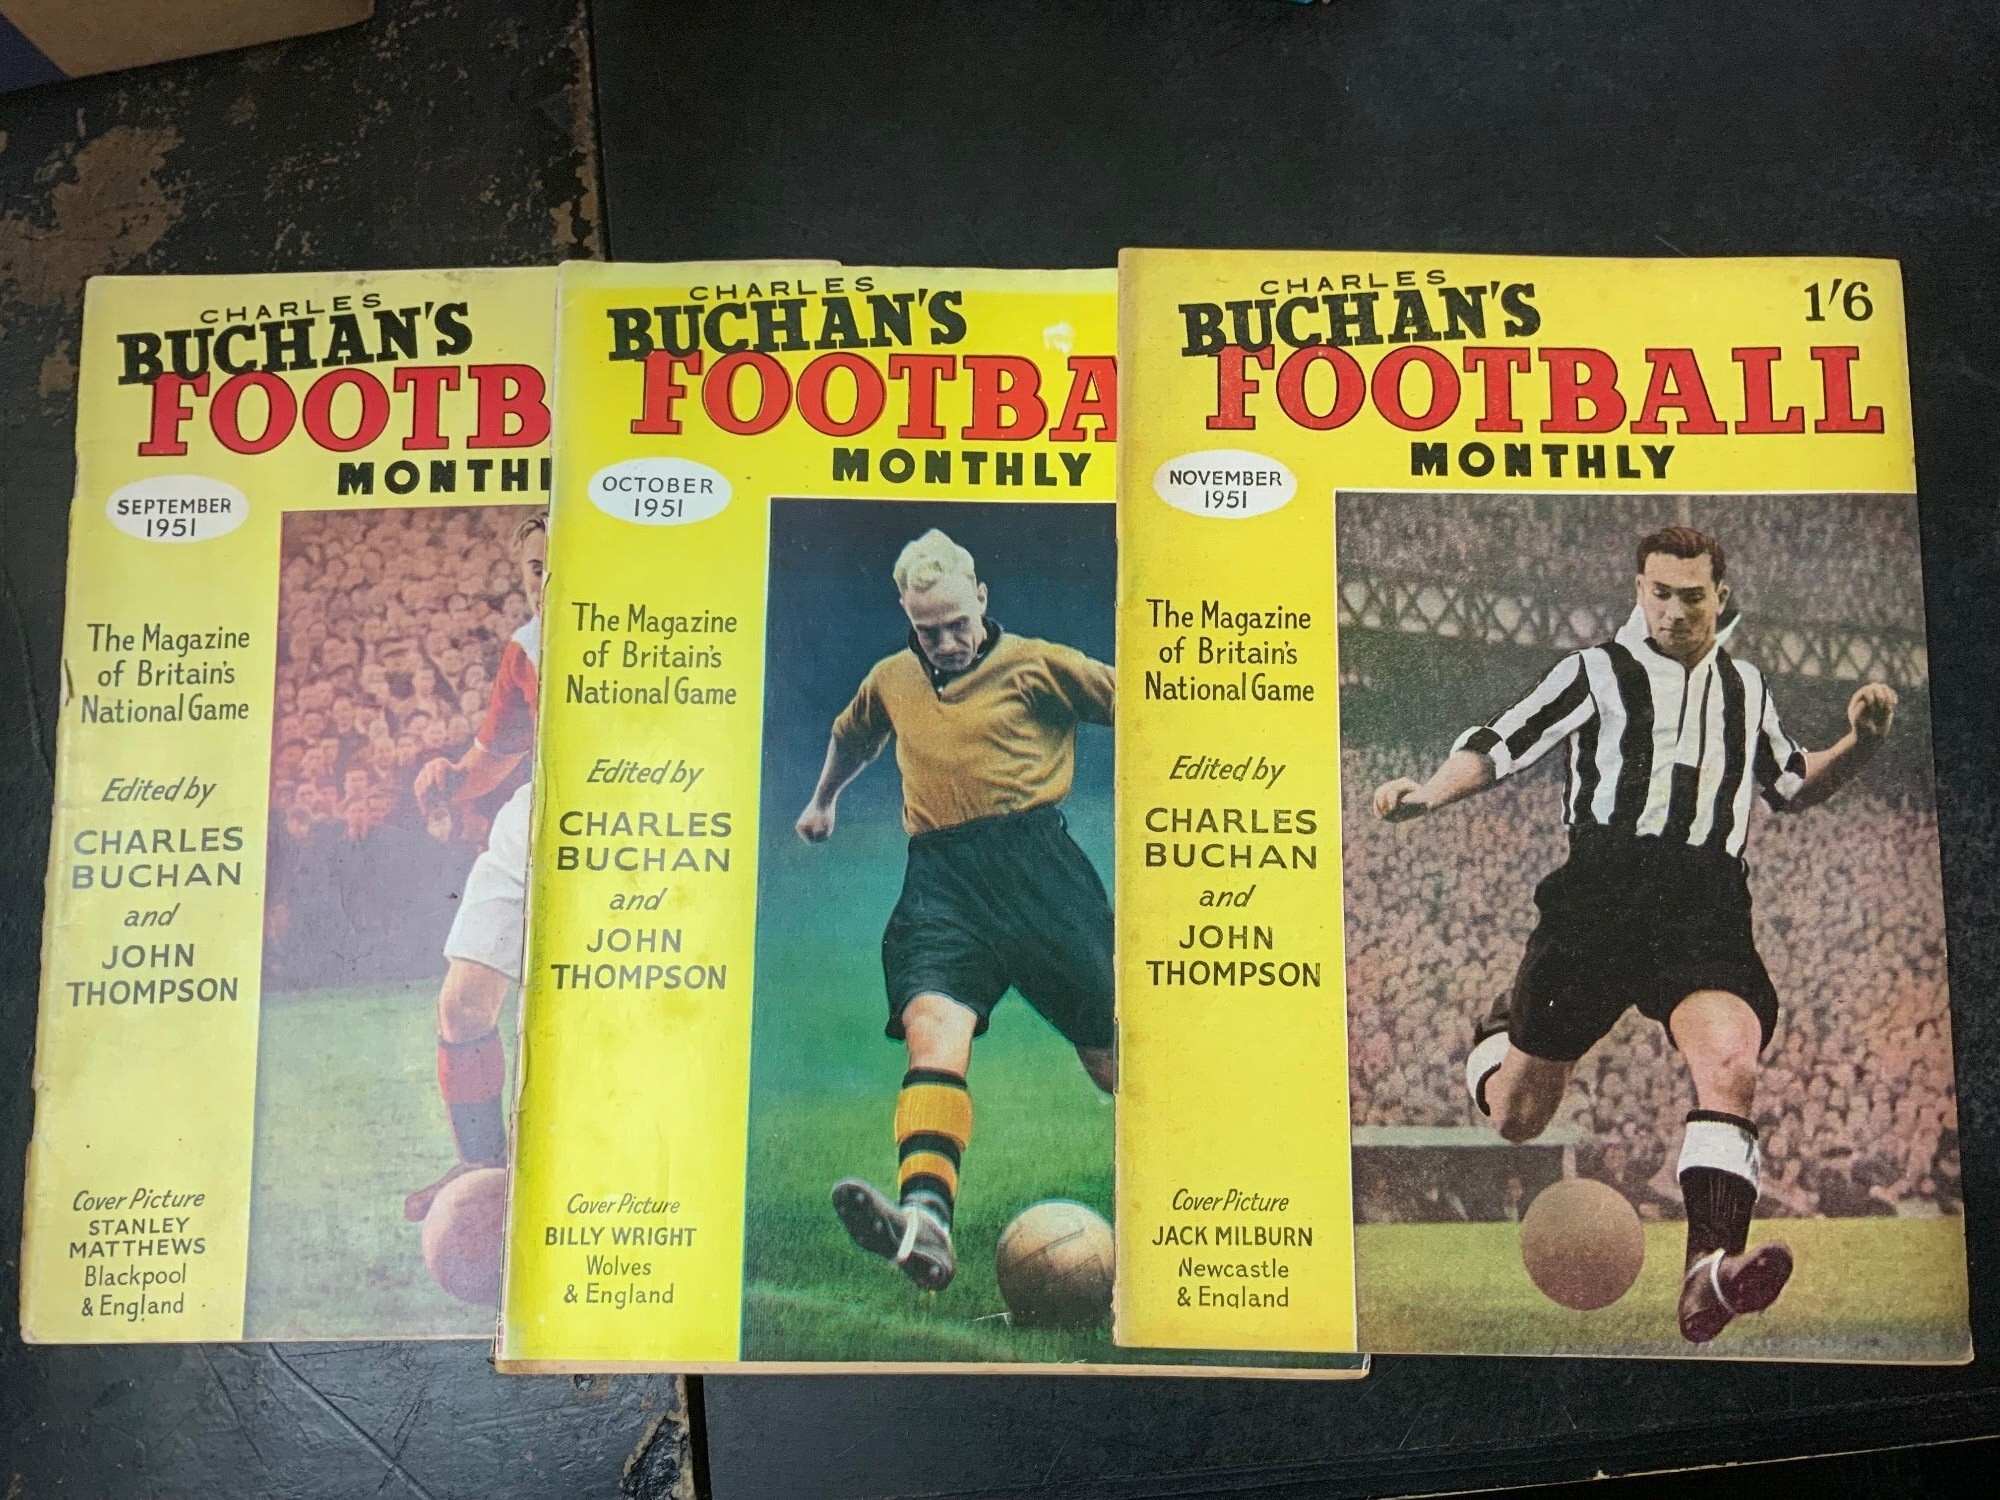 CHARLES
BUCHAN'S
FOOTB
MONTHL
SEPTEMBER
1951
The Magazine
of Britain's
National Game
Edited by
CHARLES
BUCHAN
and
JOHN
THOMPSON
Cover Picture
STANLEY
MATTHEWS
Blackpool
& England
CHARLES
BUCHAN'S
FOOTBA
MONTHLY
OCTOBER
1951
The Magazine
of Britain's
National Game
Edited by
CHARLES
BUCHAN
and
JOHN
THOMPSON
Cover Picture
BILLY WRIGHT
Wolves
& England
CHARLES
BUCHAN'S
1'6
FOOTBALL
MONTHLY
NOVEMBER
1951
The Magazine
of Britain's
National Game
Edited by
CHARLES
BUCHAN
and
JOHN
THOMPSON
Cover Picture
JACK MILBURN
Newcastle
& England